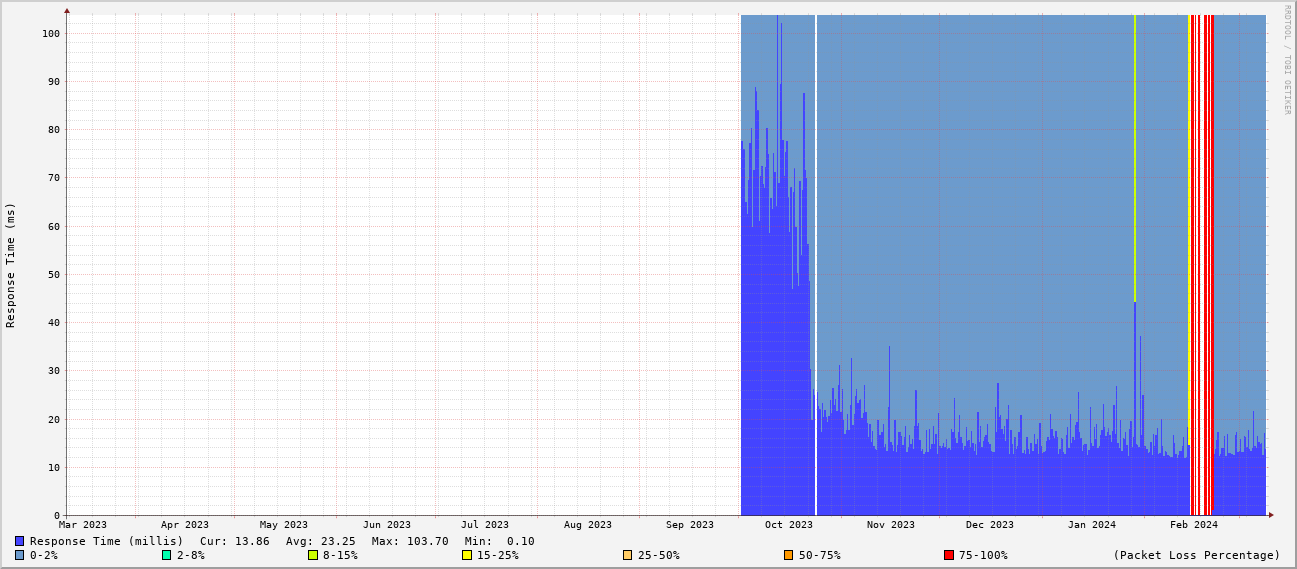 RRDTOOL / TOBI OETIKER
Response Time (ms)
100
90
80
70
60
50
40
30
20
10
0
Mar 2023 Apr 2023 May 2023 Jun 2023 Jul 2023 Aug 2023 Sep 2023 Oct 2023 Nov 2023 Dec 2023 Jan 2024 Feb 2024
Response Time (millis) Cur: 13.86 Avg: 23.25 Max: 103.70 Min: 0.10
0-2% 2-8% 8-15% 15-25% 25-50% 50-75% 75-100% (Packet Loss Percentage)